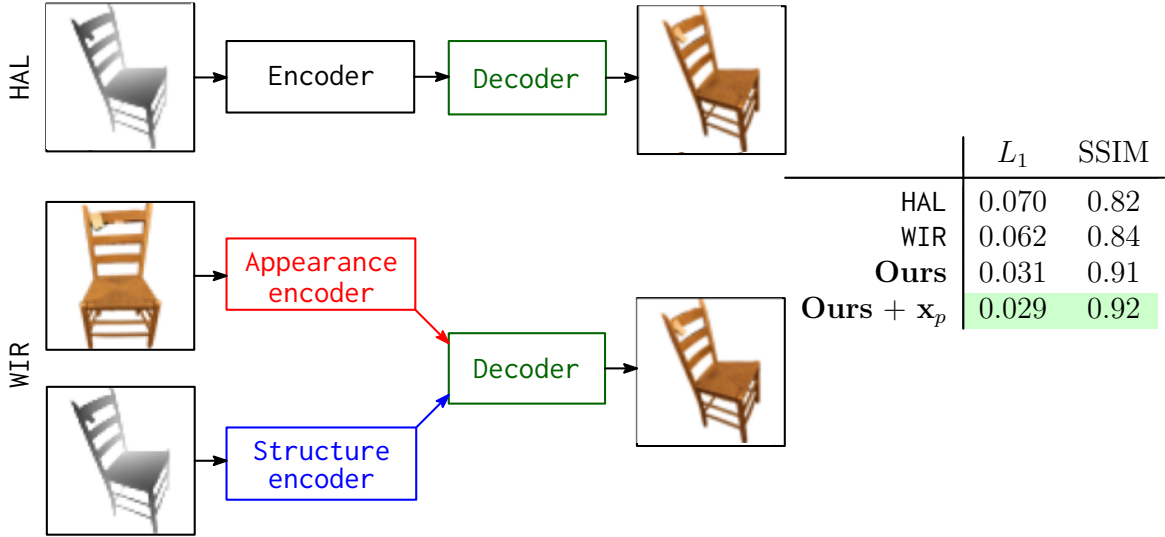 HAL
Encoder
Decoder
WIR
Appearance
encoder
Structure
encoder
Decoder
L₁ SSIM
HAL 0.070 0.82
WIR 0.062 0.84
Ours 0.031 0.91
Ours + xₚ 0.029 0.92